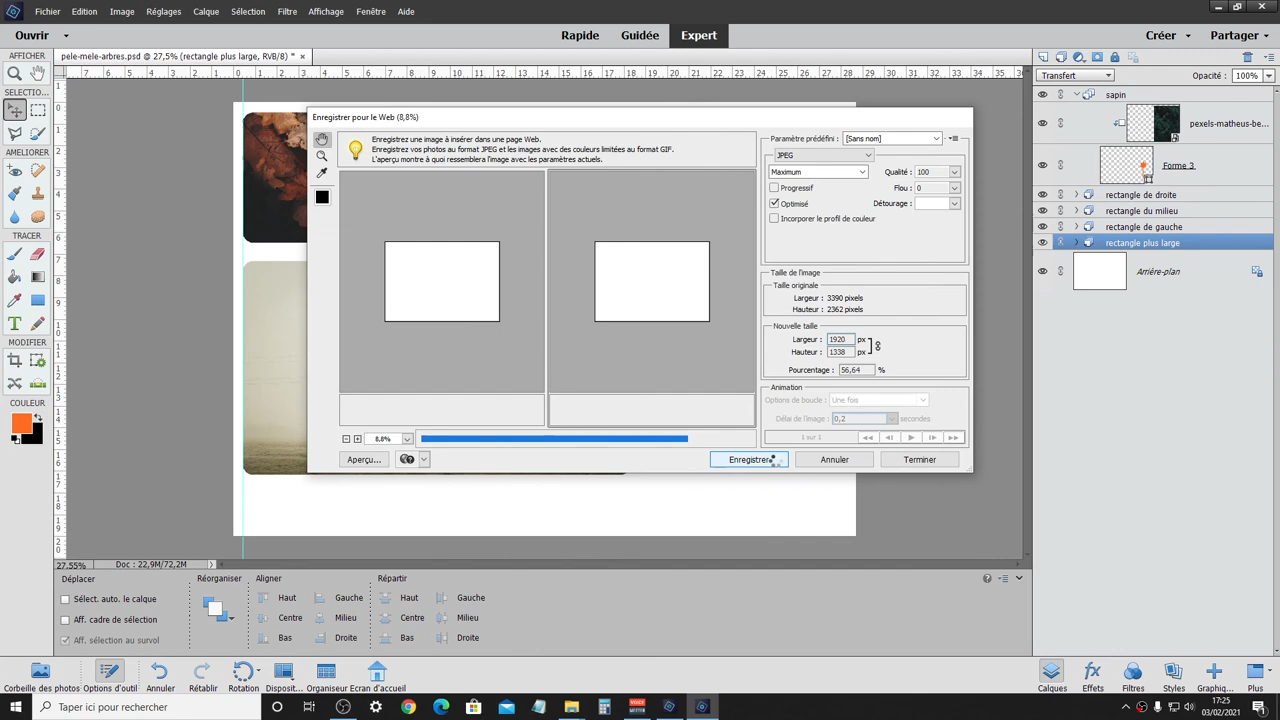 Fichier Edition Image Réglages Calque Sélection Filtre Affichage Fenêtre Aide
Ouvrir Rapide Guidée Expert Créer Partager
AFFICHER
pele-mele-arbres.psd @ 27,5% (rectangle plus large, RVB/8) *
Transfert Opacité : 100%
SELECTIO...
AMELIORER
TRACER
MODIFIER
COULEUR
Enregistrer pour le Web (8,8%)
Enregistrez une image à insérer dans une page Web.
Enregistrez vos photos au format JPEG et les images avec des couleurs limitées au format GIF.
L'aperçu montre à quoi ressemblera l'image avec les paramètres actuels.
Paramètre prédéfini : [Sans nom]
JPEG
Maximum Qualité : 100
Progressif Flou : 0
Optimisé Détourage :
Incorporer le profil de couleur
Taille de l'image
Taille originale
Largeur : 3390 pixels
Hauteur : 2362 pixels
Nouvelle taille
Largeur : 1920 px
Hauteur : 1338 px
Pourcentage : 56,64 %
Animation
Options de boucle : Une fois
Délai de l'image : 0,2 secondes
1 sur 1
8.8%
Aperçu... Enregistrer Annuler Terminer
sapin
pexels-matheus-be...
Forme 3
rectangle de droite
rectangle du milieu
rectangle de gauche
rectangle plus large
Arrière-plan
27,55% Doc : 22,9M/72,2M
Déplacer Réorganiser Aligner Répartir
Sélect. auto. le calque Haut Gauche Haut Gauche
Aff. cadre de sélection Centre Milieu Centre Milieu
Aff. sélection au survol Bas Droite Bas Droite
Corbeille des photos Options d'outil Annuler Rétablir Rotation Disposit... Organiseur Ecran d'accueil Calques Effets Filtres Styles Graphiq... Plus
Taper ici pour rechercher
17:25
03/02/2021